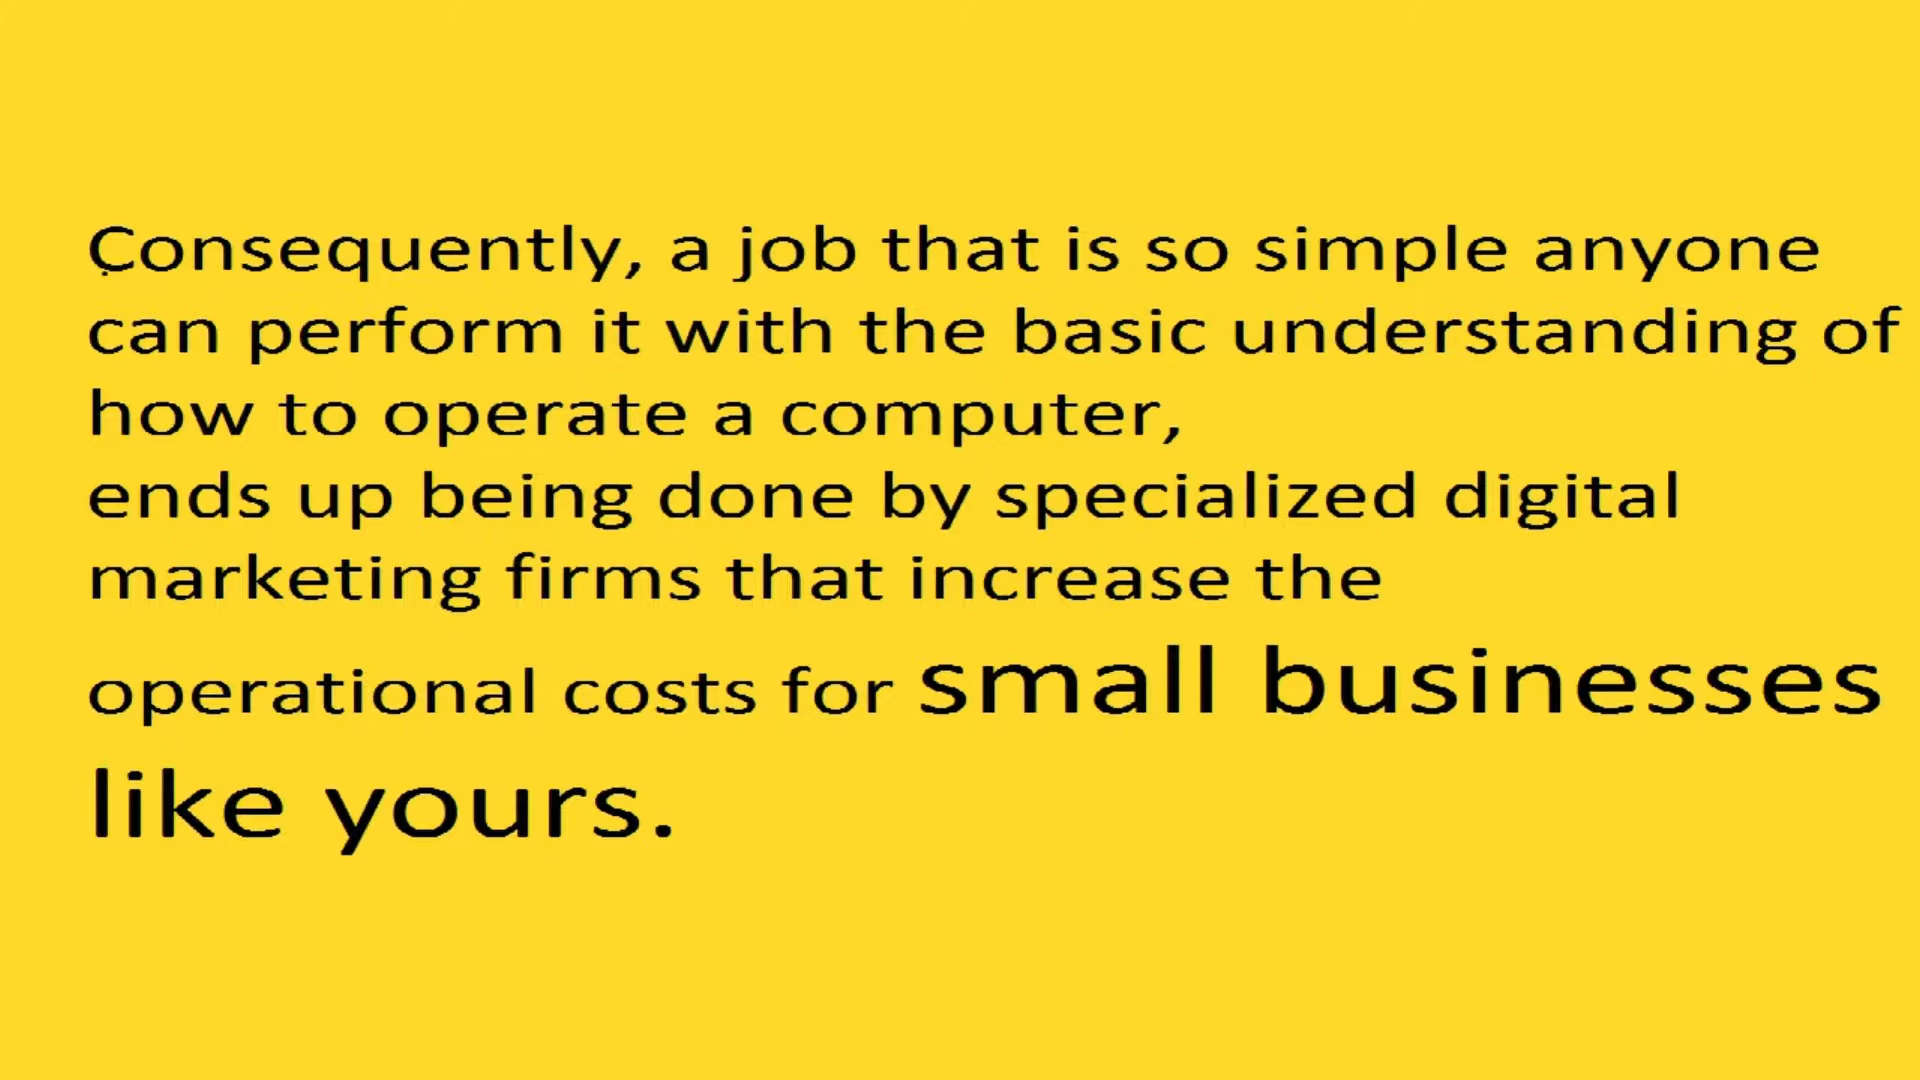 Consequently, a job that is so simple anyone
can perform it with the basic understanding of
how to operate a computer,
ends up being done by specialized digital
marketing firms that increase the
operational costs for small businesses
like yours.